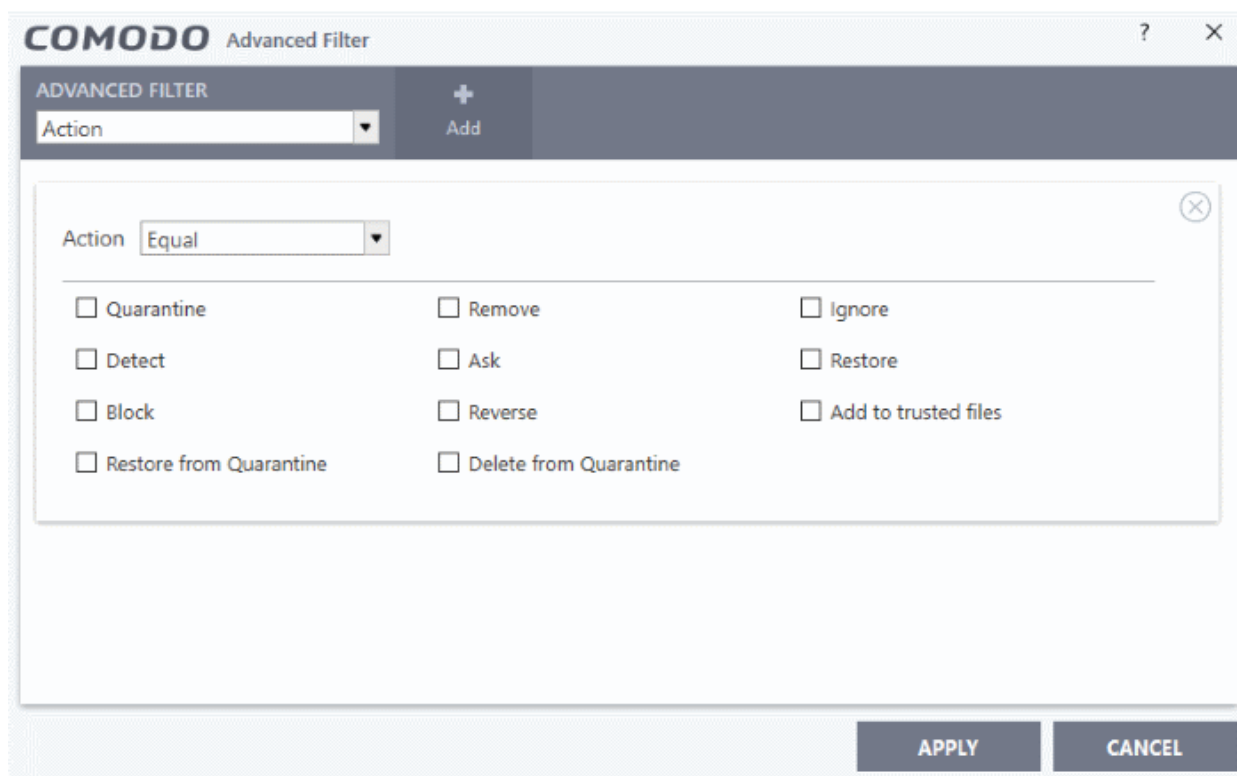 COMODO Advanced Filter ?
ADVANCED FILTER
Action
Add
Action Equal
Quarantine Remove Ignore
Detect Ask Restore
Block Reverse Add to trusted files
Restore from Quarantine Delete from Quarantine
APPLY CANCEL